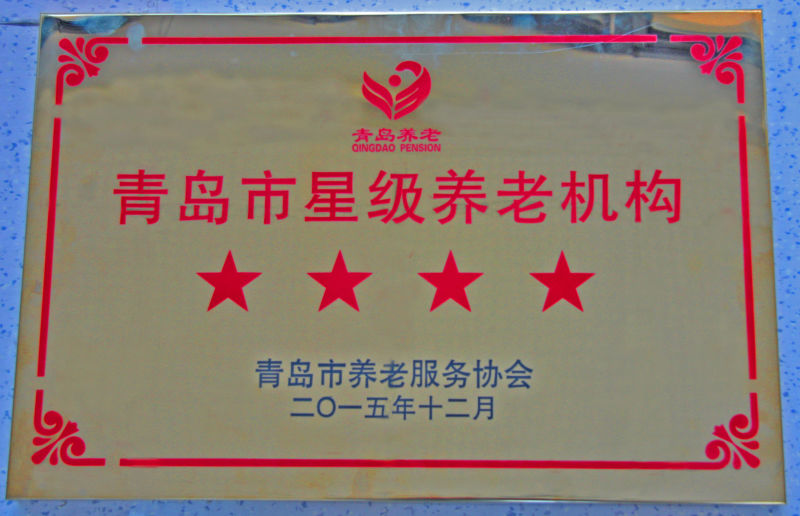 青岛养老
QINGDAO PENSION
青岛市星级养老机构
青岛市养老服务协会
二〇一五年十二月